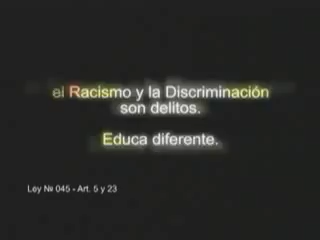 el Racismo y la Discriminación
son delitos.
Educa diferente.
Ley № 045 - Art. 5 y 23